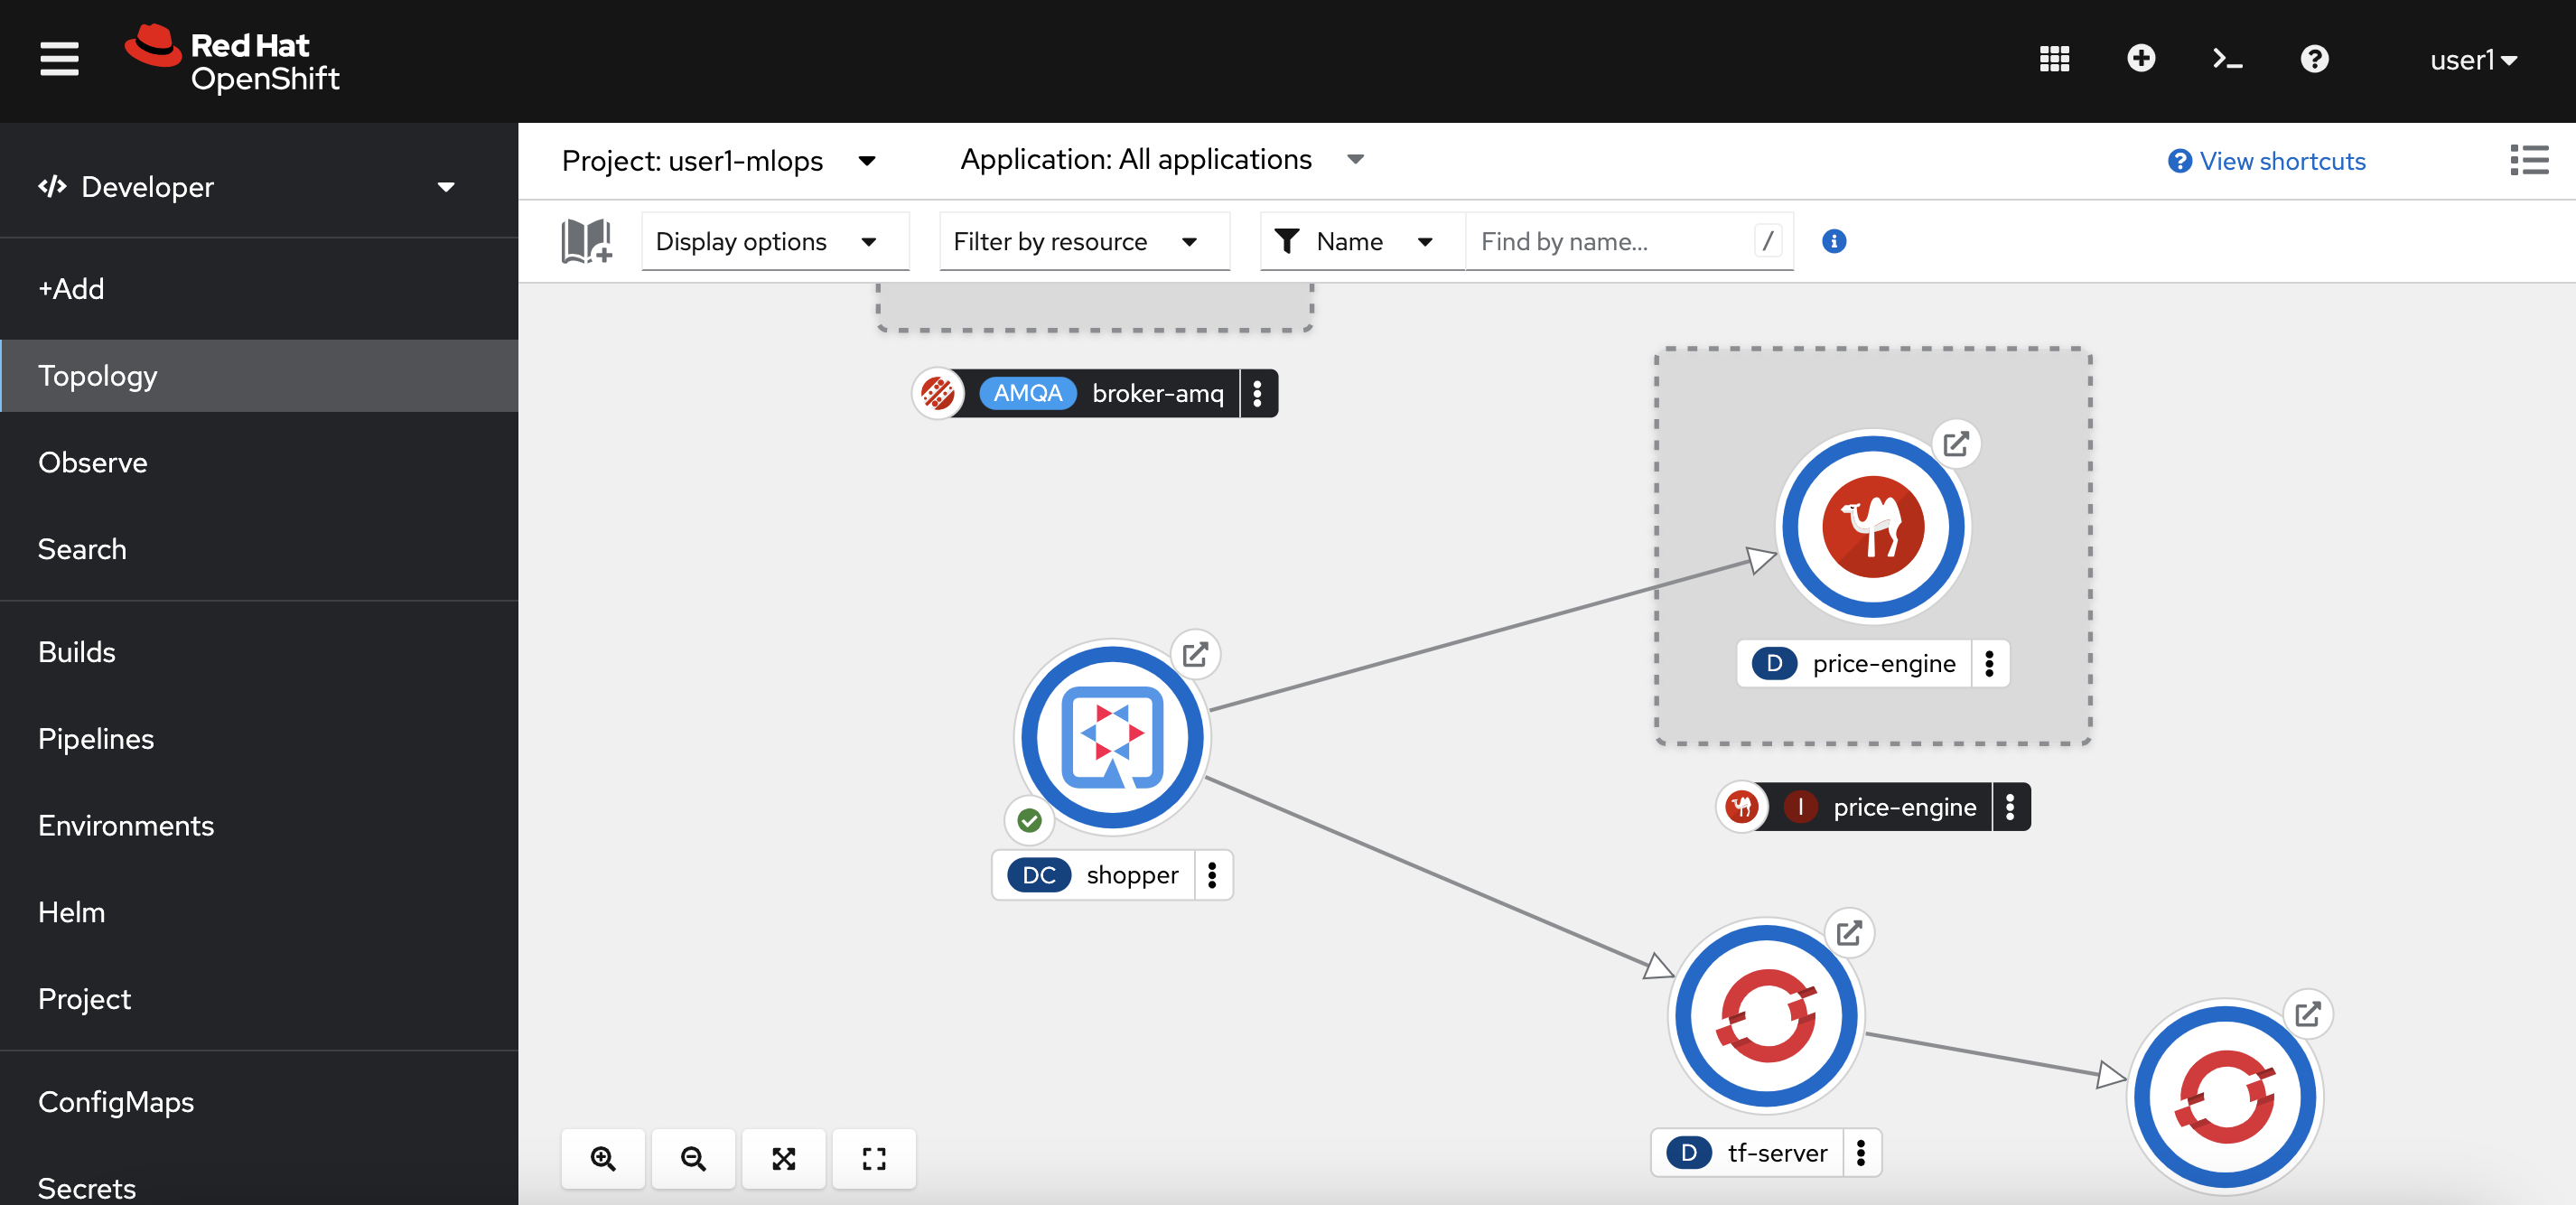 Red Hat
OpenShift
user1
Developer
+Add
Topology
Observe
Search
Builds
Pipelines
Environments
Helm
Project
ConfigMaps
Secrets
Project: user1-mlops
Application: All applications
View shortcuts
Display options
Filter by resource
Name
Find by name...
/
AMQA broker-amq
D price-engine
I price-engine
DC shopper
D tf-server